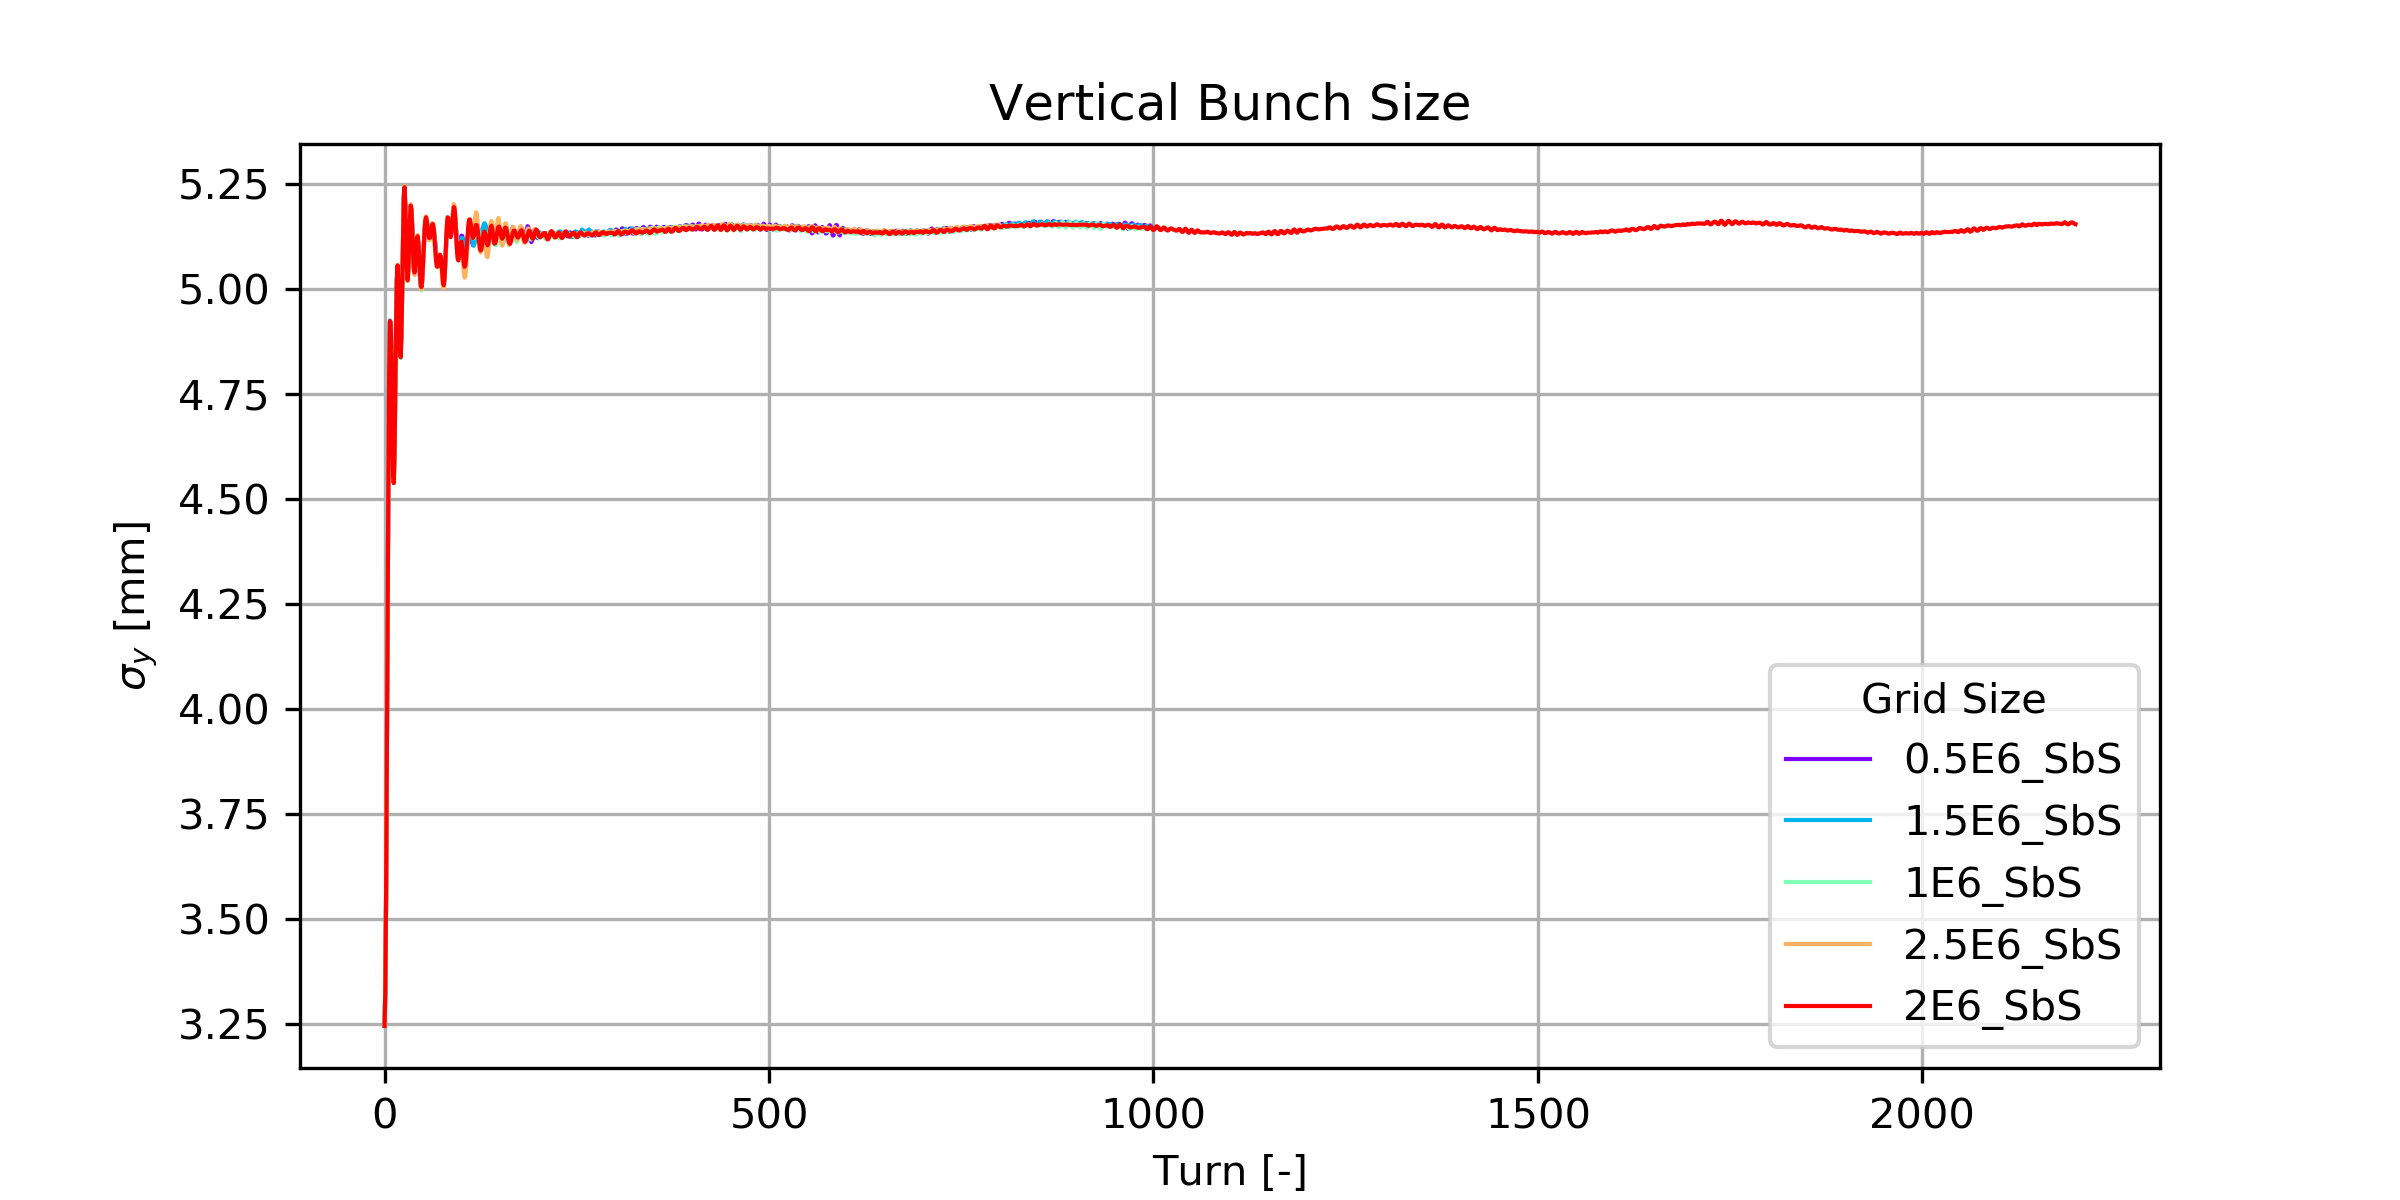 Vertical Bunch Size
5.25
5.00
4.75
4.50
4.25
4.00
3.75
3.50
3.25
σy [mm]
0 500 1000 1500 2000
Turn [-]
Grid Size
0.5E6_SbS
1.5E6_SbS
1E6_SbS
2.5E6_SbS
2E6_SbS